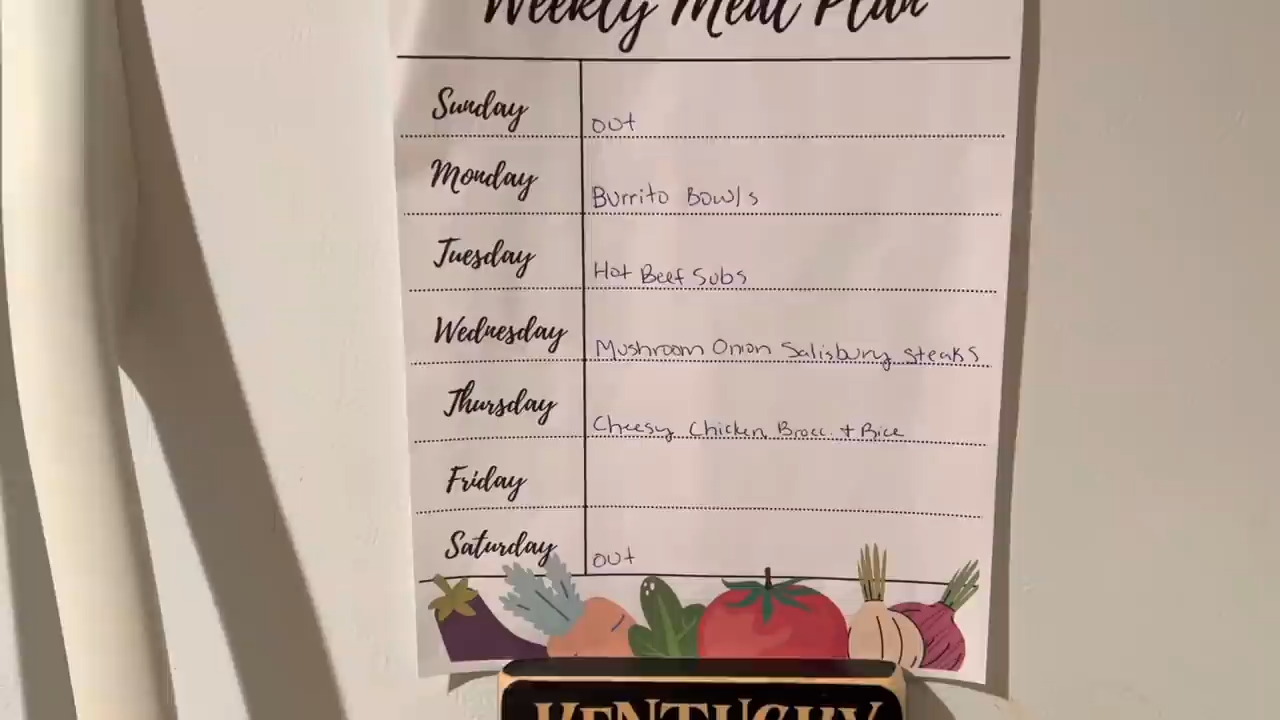 Weekly Meal Plan
Sunday out
Monday Burrito Bowls
Tuesday Hot Beef Subs
Wednesday Mushroom Onion Salisbury Steaks
Thursday Cheesy Chicken, Brocc. + Rice
Friday
Saturday out
KENTUCKY